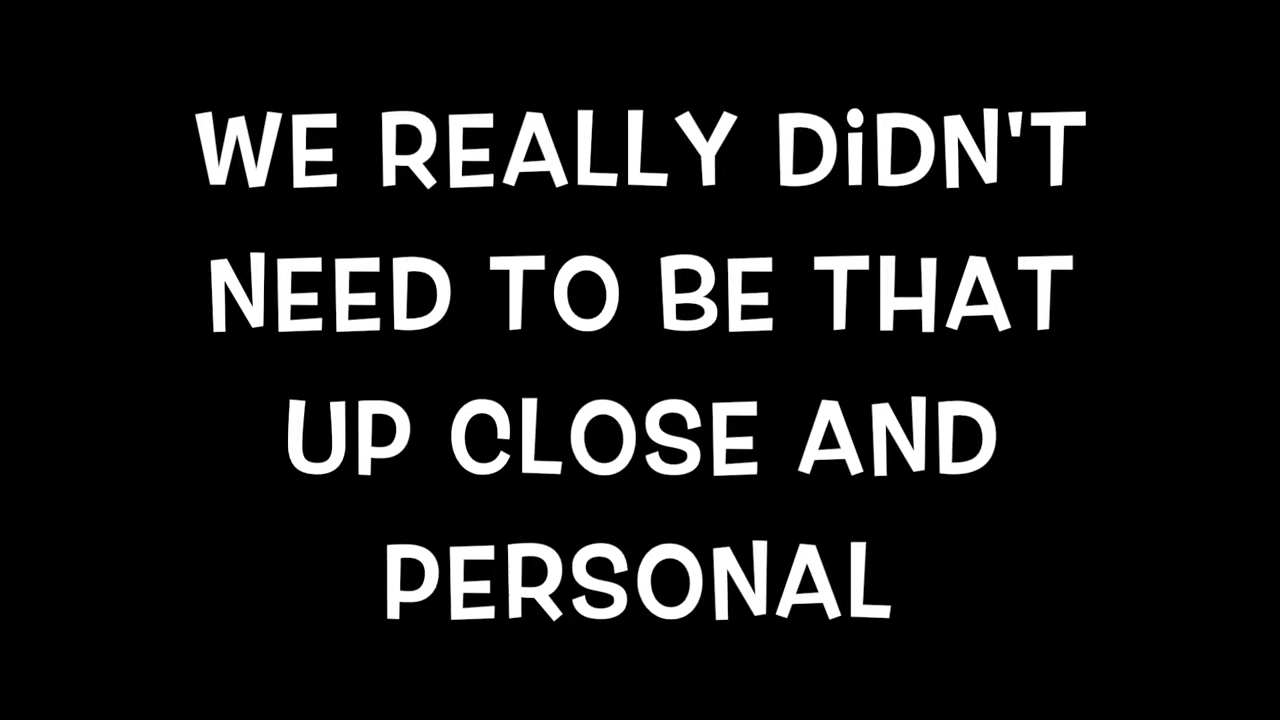 WE REALLY DiDN'T
NEED TO BE THAT
UP CLOSE AND
PERSONAL